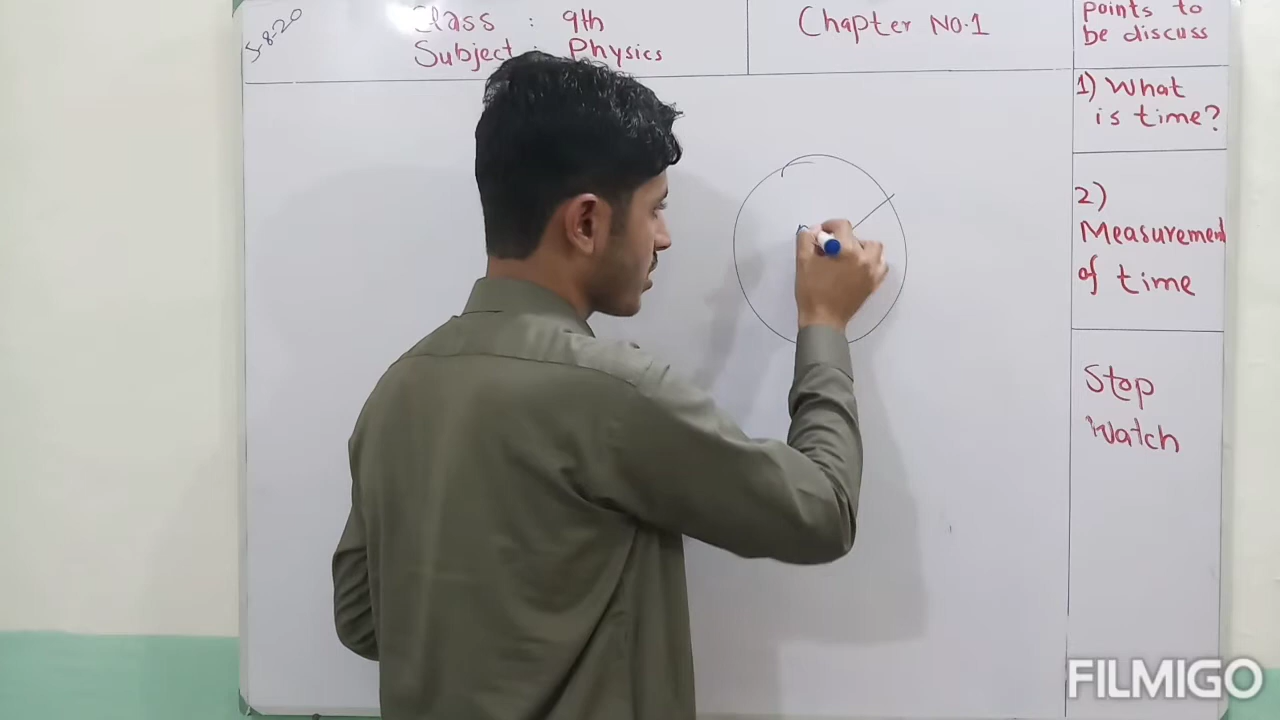 5-8-20
Class : 9th
Subject : Physics
Chapter No.1
points to
be discuss
1) What
is time?
2)
Measurement
of time
Stop
Watch
FILMIGO